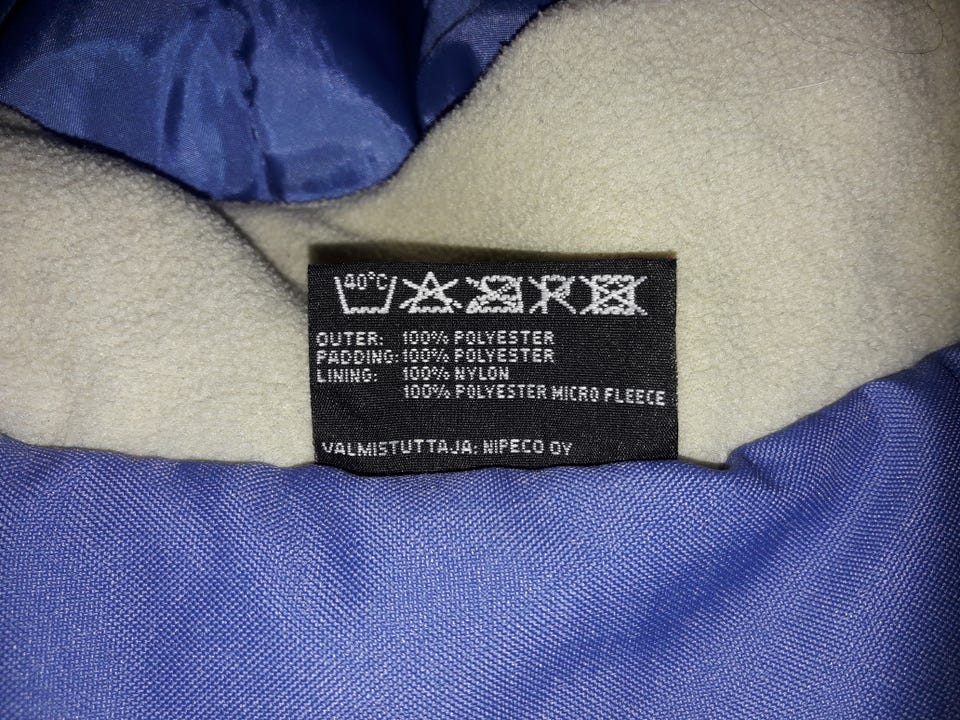 40°C
OUTER: 100% POLYESTER
PADDING: 100% POLYESTER
LINING: 100% NYLON
100% POLYESTER MICRO FLEECE
VALMISTUTTAJA: NIPECO OY